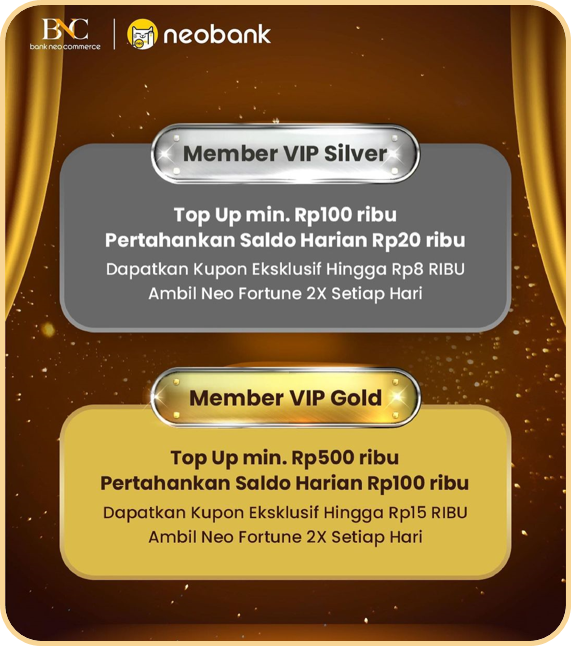 BNC
bank neo commerce
neobank
Member VIP Silver
Top Up min. Rp100 ribu
Pertahankan Saldo Harian Rp20 ribu
Dapatkan Kupon Eksklusif Hingga Rp8 RIBU
Ambil Neo Fortune 2X Setiap Hari
Member VIP Gold
Top Up min. Rp500 ribu
Pertahankan Saldo Harian Rp100 ribu
Dapatkan Kupon Eksklusif Hingga Rp15 RIBU
Ambil Neo Fortune 2X Setiap Hari